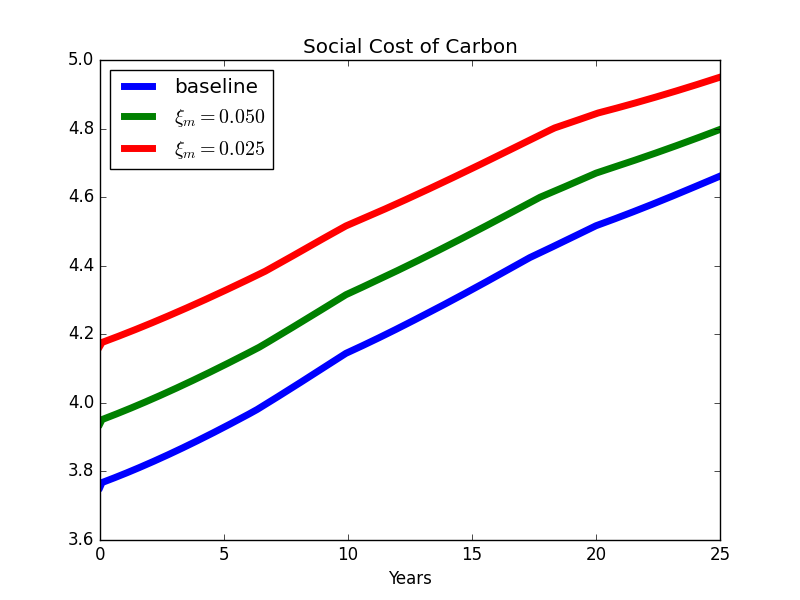 Social Cost of Carbon
5.0
4.8
4.6
4.4
4.2
4.0
3.8
3.6
baseline
ξₘ = 0.050
ξₘ = 0.025
0 5 10 15 20 25
Years